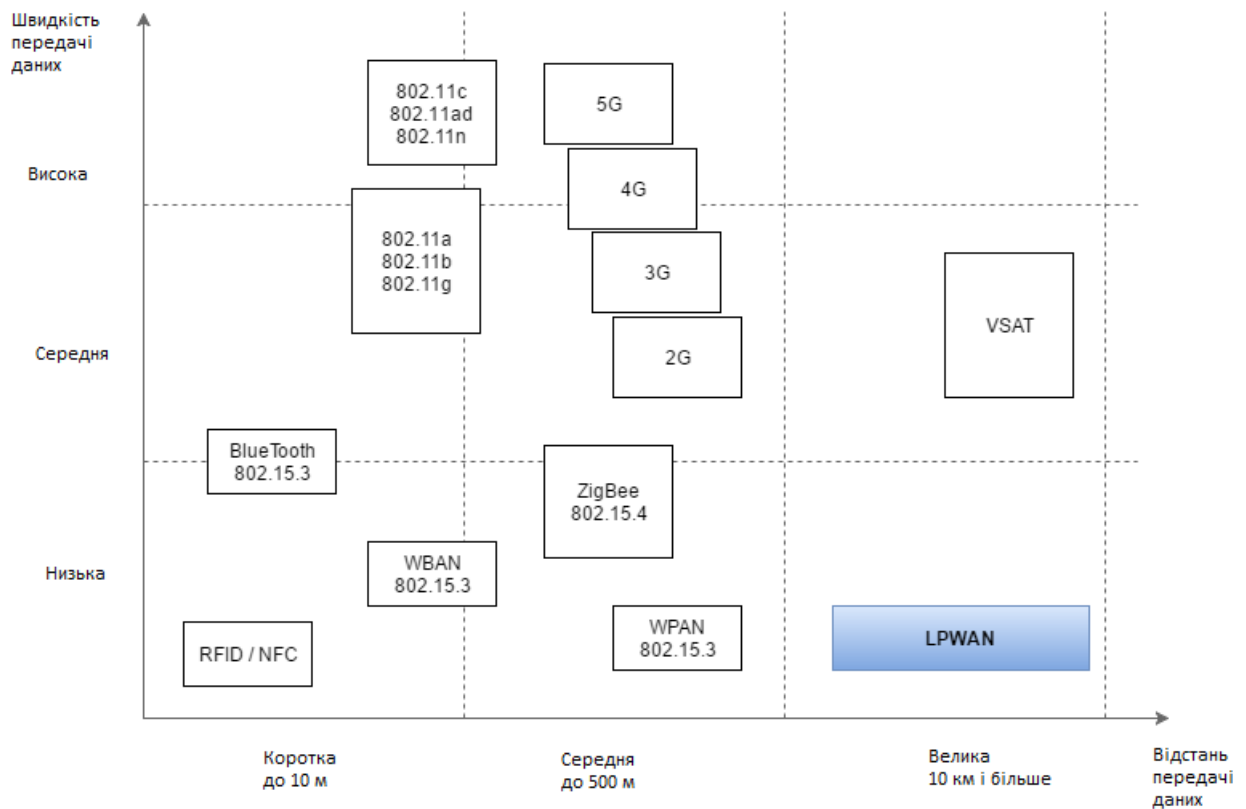 Швидкість
передачі
даних
802.11c
802.11ad
802.11n
5G
Висока
4G
802.11a
802.11b
802.11g
3G
VSAT
Середня
2G
BlueTooth
802.15.3
ZigBee
802.15.4
Низька
WBAN
802.15.3
RFID / NFC
WPAN
802.15.3
LPWAN
Коротка
до 10 м
Середня
до 500 м
Велика
10 км і більше
Відстань
передачі
даних